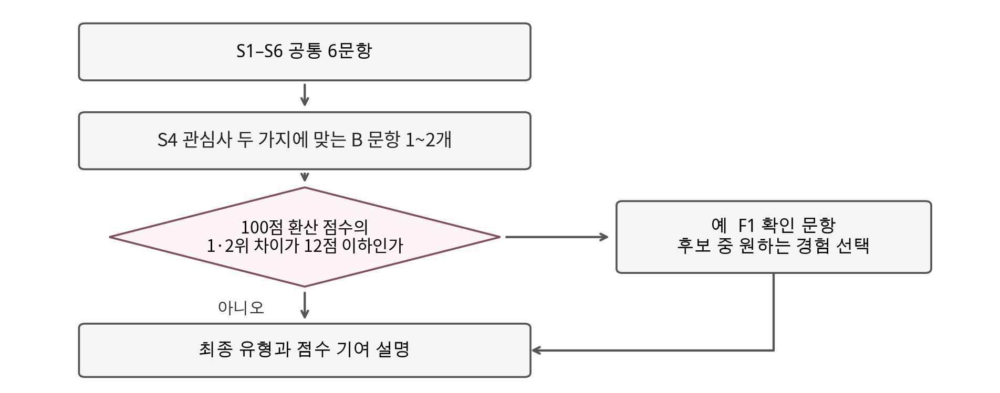 S1–S6 공통 6문항
S4 관심사 두 가지에 맞는 B 문항 1~2개
100점 환산 점수의
1·2위 차이가 12점 이하인가
예 F1 확인 문항
후보 중 원하는 경험 선택
아니오
최종 유형과 점수 기여 설명